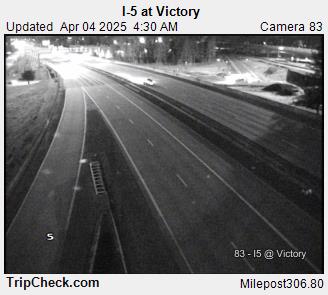 I-5 at Victory
Updated Apr 04 2025 4:30 AM Camera 83
S
83 - I5 @ Victory
TripCheck.com Milepost306.80